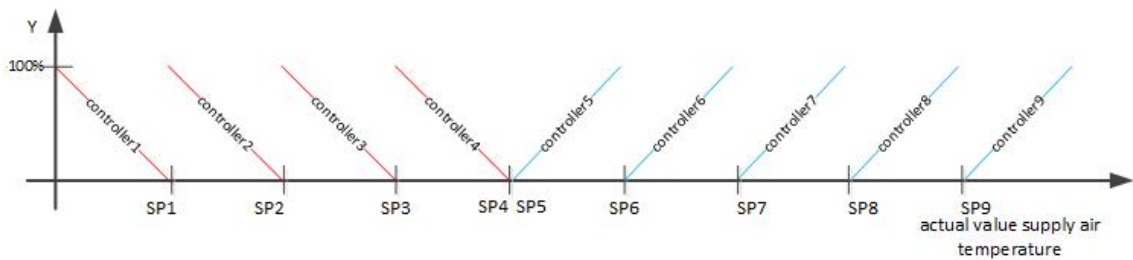 Y
100%
controller1
controller2
controller3
controller4
controller5
controller6
controller7
controller8
controller9
SP1
SP2
SP3
SP4 SP5
SP6
SP7
SP8
SP9
actual value supply air
temperature